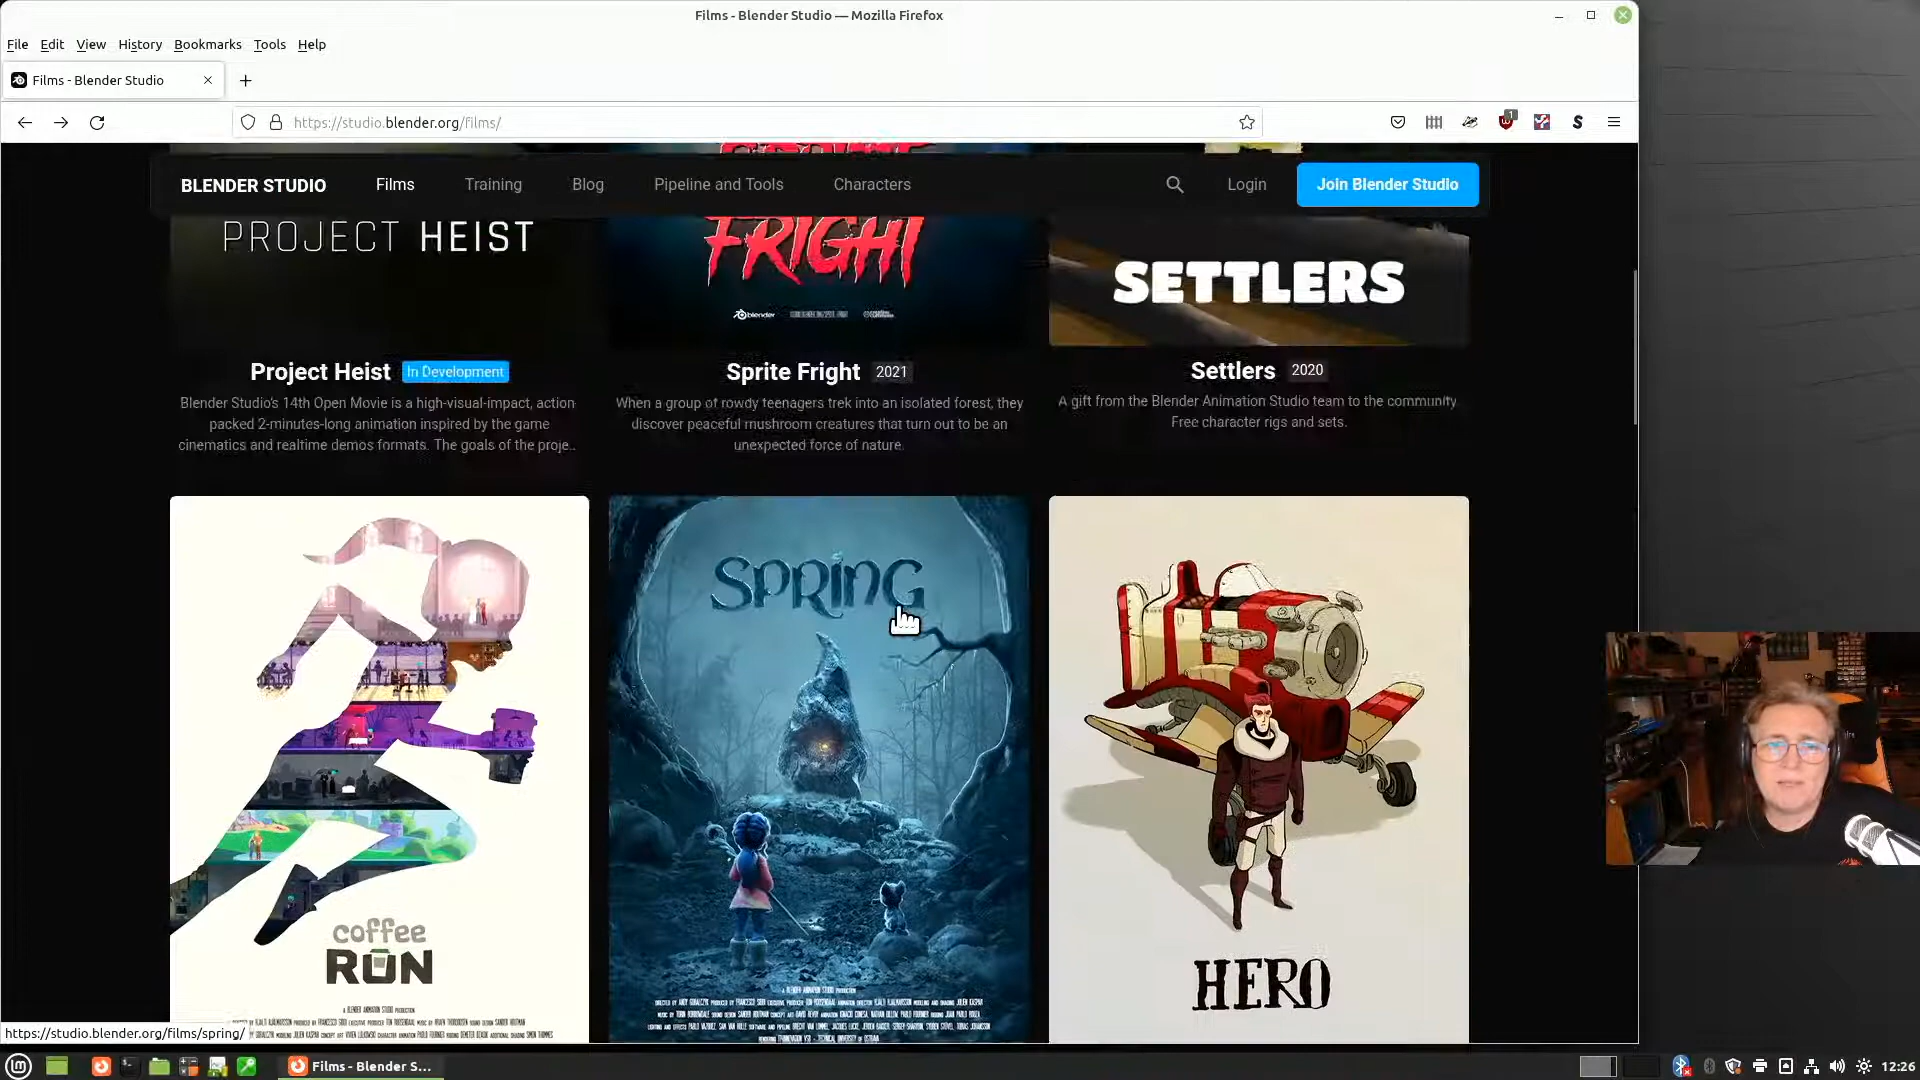 Films - Blender Studio — Mozilla Firefox
File Edit View History Bookmarks Tools Help
Films - Blender Studio
https://studio.blender.org/films/
BLENDER STUDIO Films Training Blog Pipeline and Tools Characters Login Join Blender Studio
PROJECT HEIST
FRIGHT
blender
SETTLERS
Project Heist In Development
Blender Studio's 14th Open Movie is a high-visual-impact, action-
packed 2-minutes-long animation inspired by the game
cinematics and realtime demos formats. The goals of the proje..
Sprite Fright 2021
When a group of rowdy teenagers trek into an isolated forest, they
discover peaceful mushroom creatures that turn out to be an
unexpected force of nature.
Settlers 2020
A gift from the Blender Animation Studio team to the community.
Free character rigs and sets.
coffee
RUN
SPRING
HERO
https://studio.blender.org/films/spring/
Films - Blender S...
12:26